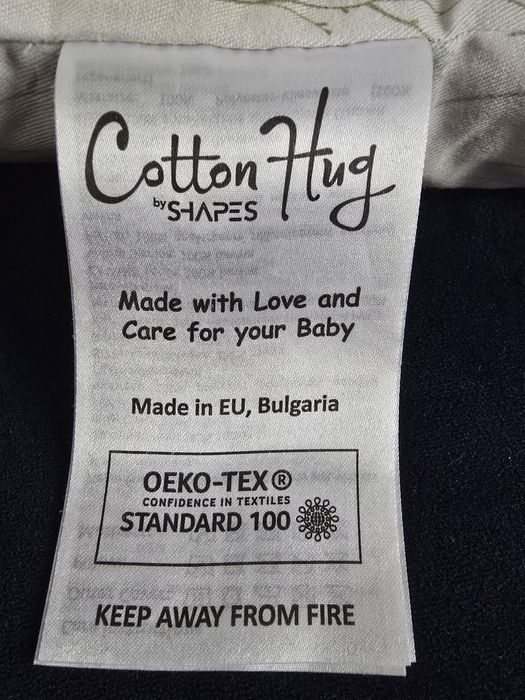 Cotton Hug
by SHAPES
Made with Love and
Care for your Baby
Made in EU, Bulgaria
OEKO-TEX®
CONFIDENCE IN TEXTILES
STANDARD 100
KEEP AWAY FROM FIRE